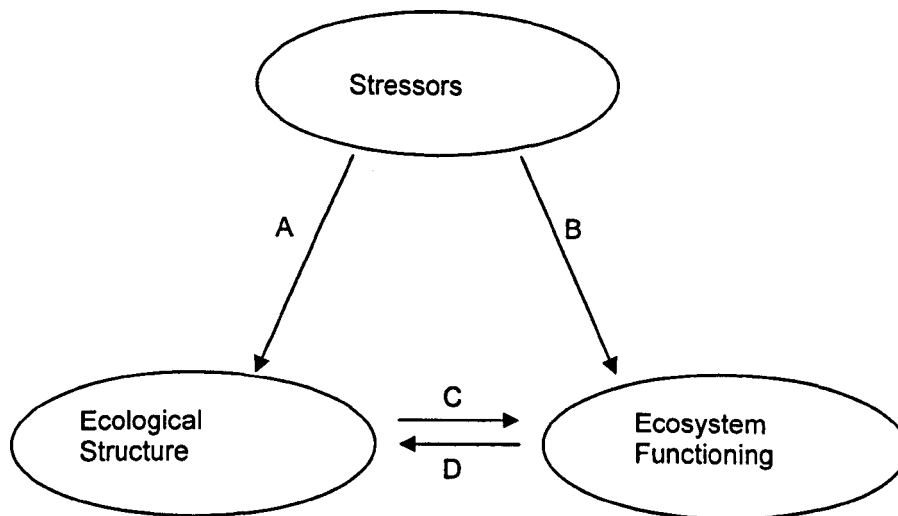 Stressors
A
B
C
Ecological
Structure
Ecosystem
Functioning
D